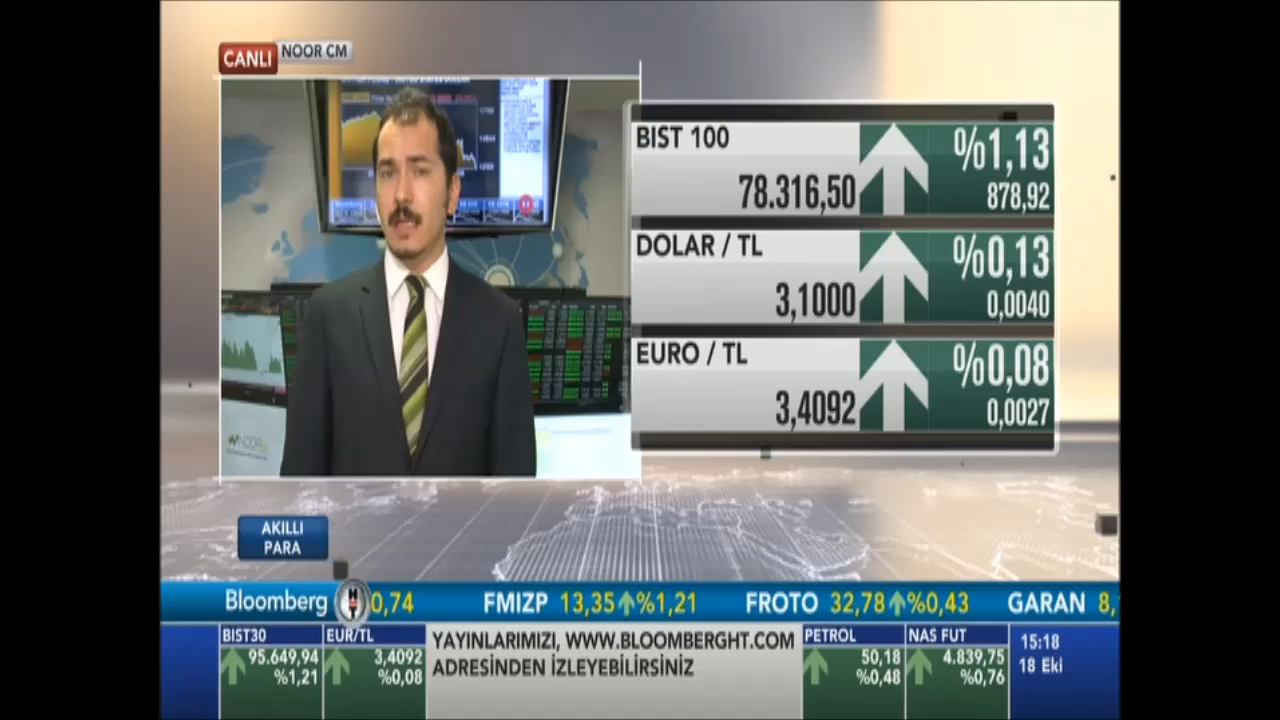 CANLI
NOOR CM
BIST 100
78.316,50
%1,13
878,92
DOLAR / TL
3,1000
%0,13
0,0040
EURO / TL
3,4092
%0,08
0,0027
AKILLI
PARA
Bloomberg HT 0,74 FMIZP 13,35 %1,21 FROTO 32,78 %0,43 GARAN 8,
BIST30
95.649,94
%1,21
EUR/TL
3,4092
%0,08
YAYINLARIMIZI, WWW.BLOOMBERGHT.COM
ADRESİNDEN İZLEYEBİLİRSİNİZ
PETROL
50,18
%0,48
NAS FUT
4.839,75
%0,76
15:18
18 Eki